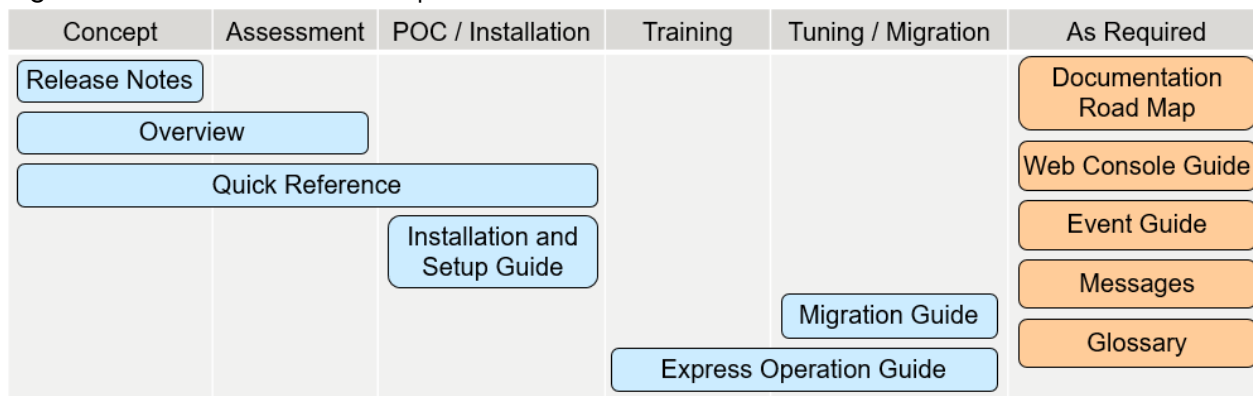 Concept
Assessment
POC / Installation
Training
Tuning / Migration
As Required
Release Notes
Overview
Quick Reference
Installation and
Setup Guide
Migration Guide
Express Operation Guide
Documentation
Road Map
Web Console Guide
Event Guide
Messages
Glossary